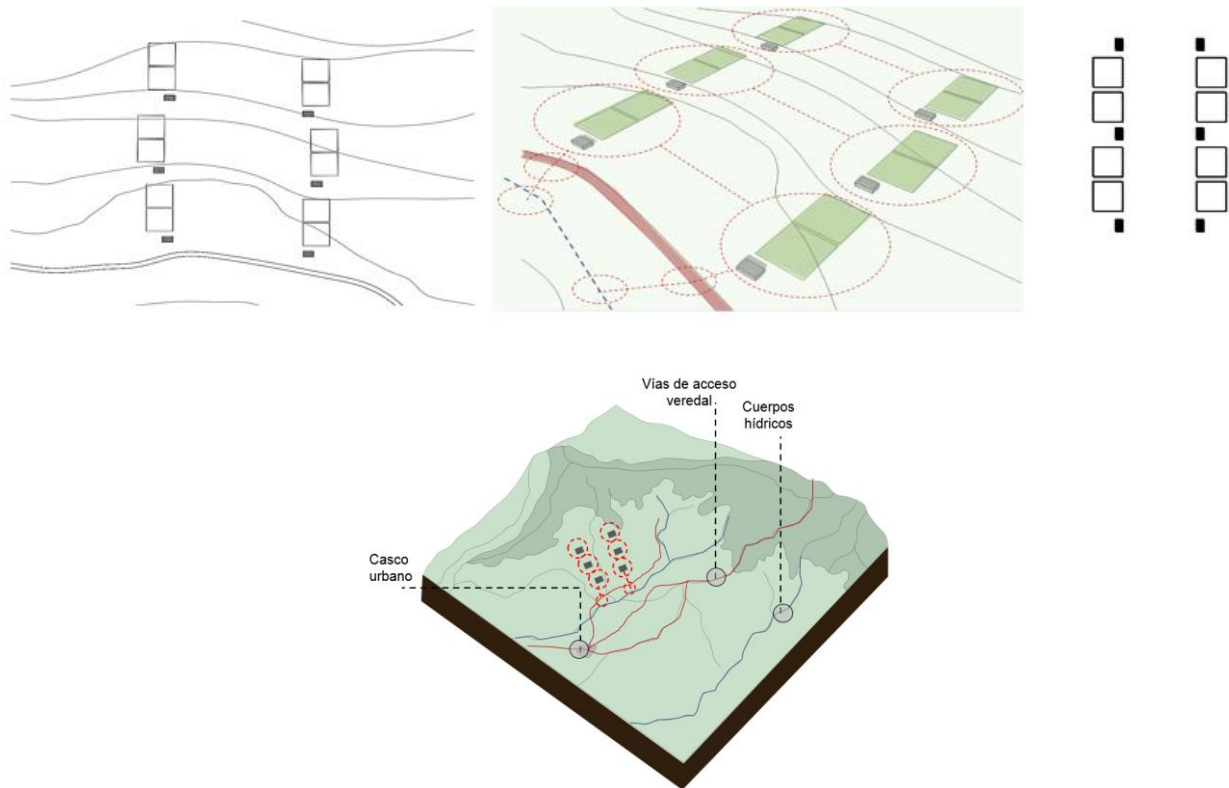 Vías de acceso
veredal
Cuerpos
hídricos
Casco
urbano